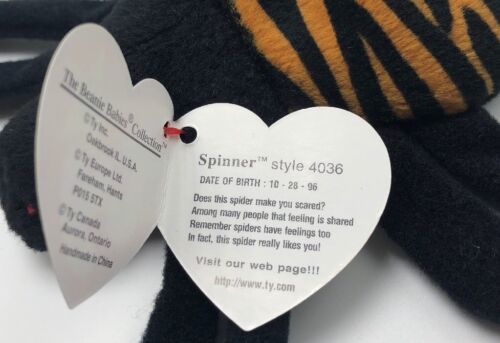 The Beanie Babies® Collection™
©Ty Inc.
Oakbrook IL. U.S.A.
©Ty Europe Ltd.
Fareham, Hants
PO15 5TX
©Ty Canada
Aurora, Ontario
Handmade in China
Spinner™ style 4036
DATE OF BIRTH : 10 - 28 - 96
Does this spider make you scared?
Among many people that feeling is shared
Remember spiders have feelings too
In fact, this spider really likes you!
Visit our web page!!!
http://www.ty.com